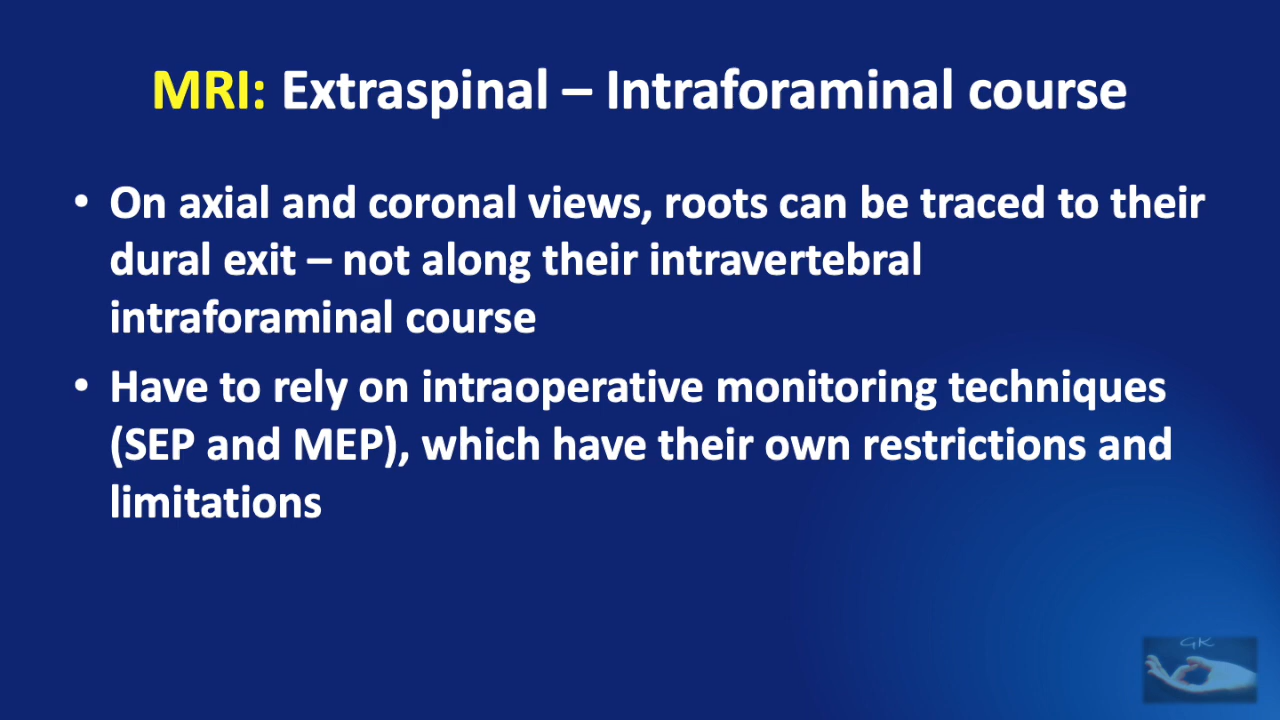 MRI: Extraspinal – Intraforaminal course
• On axial and coronal views, roots can be traced to their
dural exit – not along their intravertebral
intraforaminal course
• Have to rely on intraoperative monitoring techniques
(SEP and MEP), which have their own restrictions and
limitations
GK